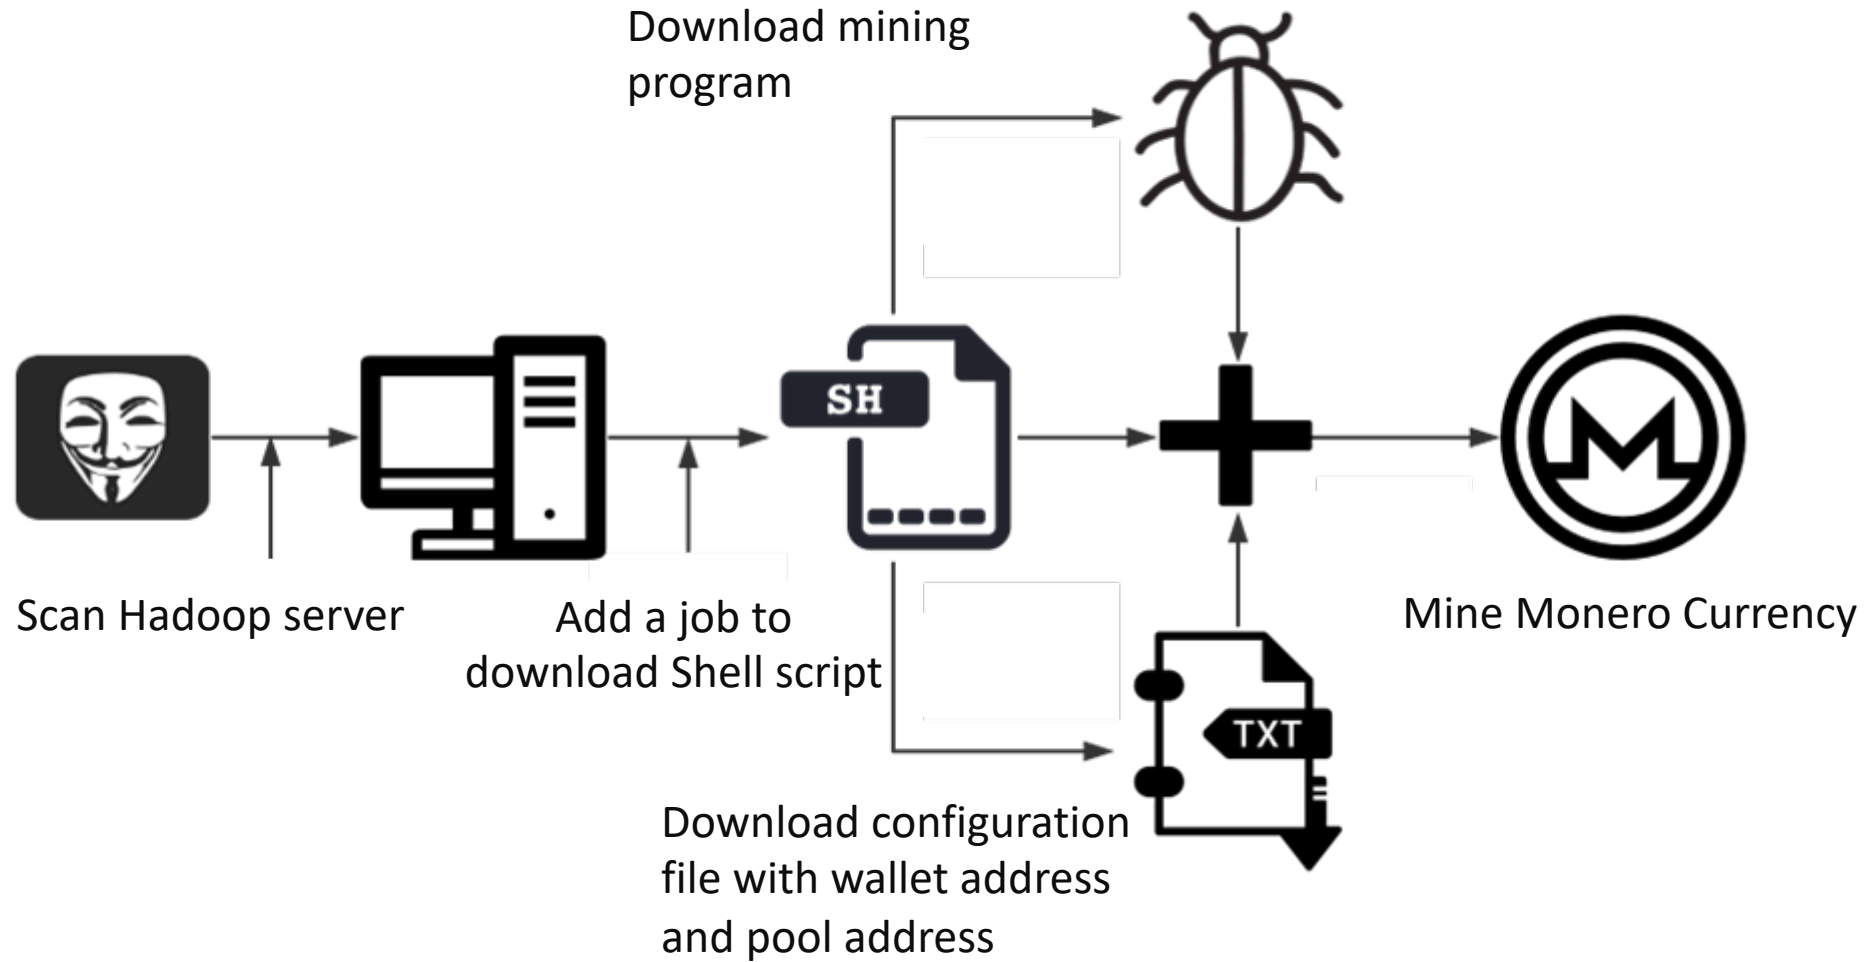 Download mining
program
SH
Scan Hadoop server
Add a job to
download Shell script
Mine Monero Currency
TXT
Download configuration
file with wallet address
and pool address